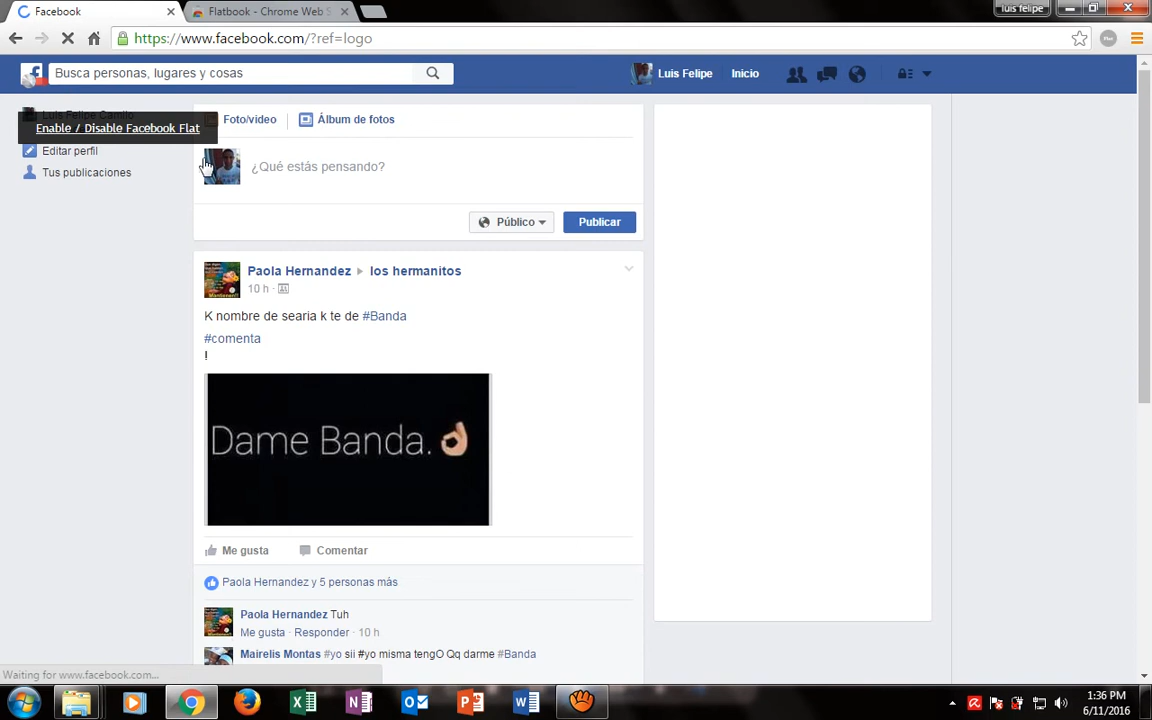 Facebook
Flatbook - Chrome Web S
luis felipe
https://www.facebook.com/?ref=logo
Busca personas, lugares y cosas
Luis Felipe
Inicio
Luis Felipe Camilo
Enable / Disable Facebook Flat
Editar perfil
Tus publicaciones
Foto/video
Álbum de fotos
¿Qué estás pensando?
Público
Publicar
Paola Hernandez ▸ los hermanitos
10 h ·
K nombre de searia k te de #Banda
#comenta
!
Dame Banda.👌
Me gusta
Comentar
Paola Hernandez y 5 personas más
Paola Hernandez Tuh
Me gusta · Responder · 10 h
Mairelis Montas #yo sii #yo misma tengO Qq darme #Banda
Waiting for www.facebook.com...
1:36 PM
6/11/2016